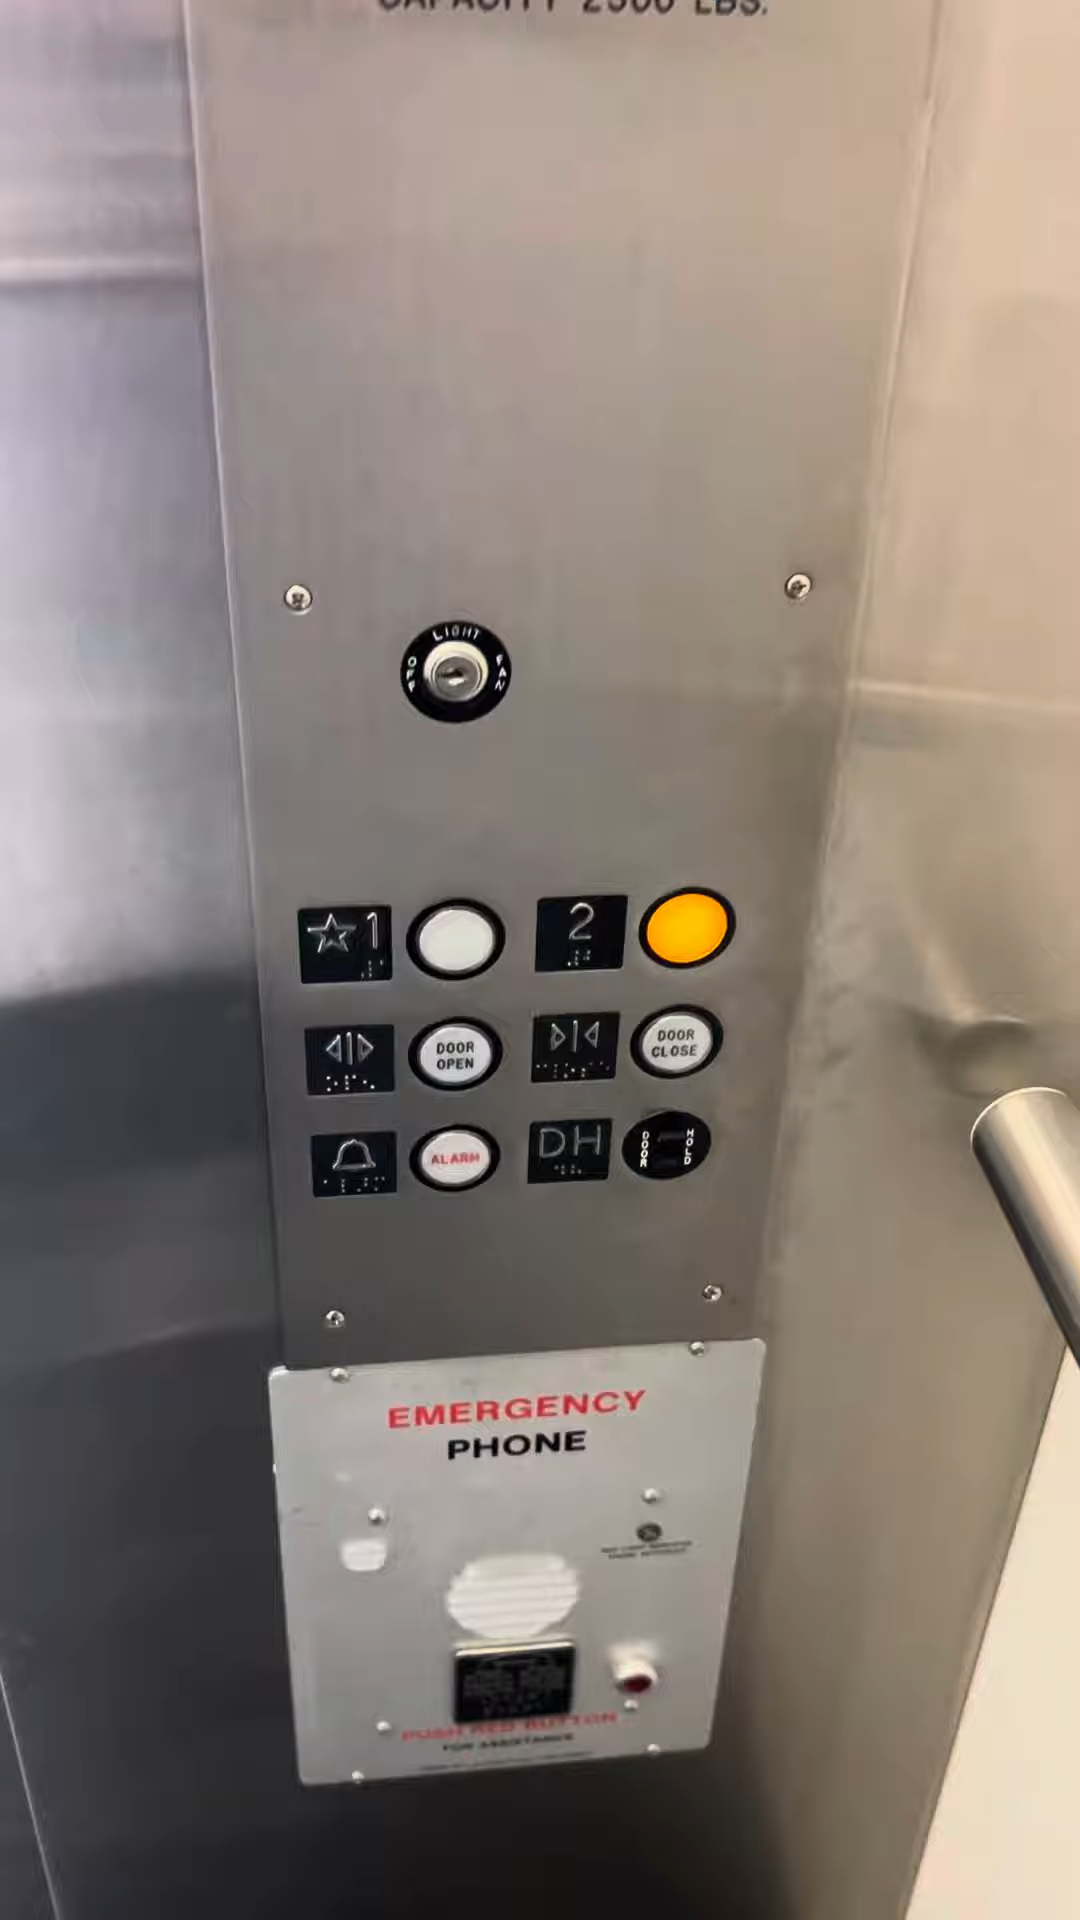 CAPACITY 2500 LBS.
LIGHT
OFF
FAN
☆1
2
DOOR
OPEN
DOOR
CLOSE
ALARM
DH
DOOR HOLD
EMERGENCY
PHONE
PUSH RED BUTTON
FOR ASSISTANCE